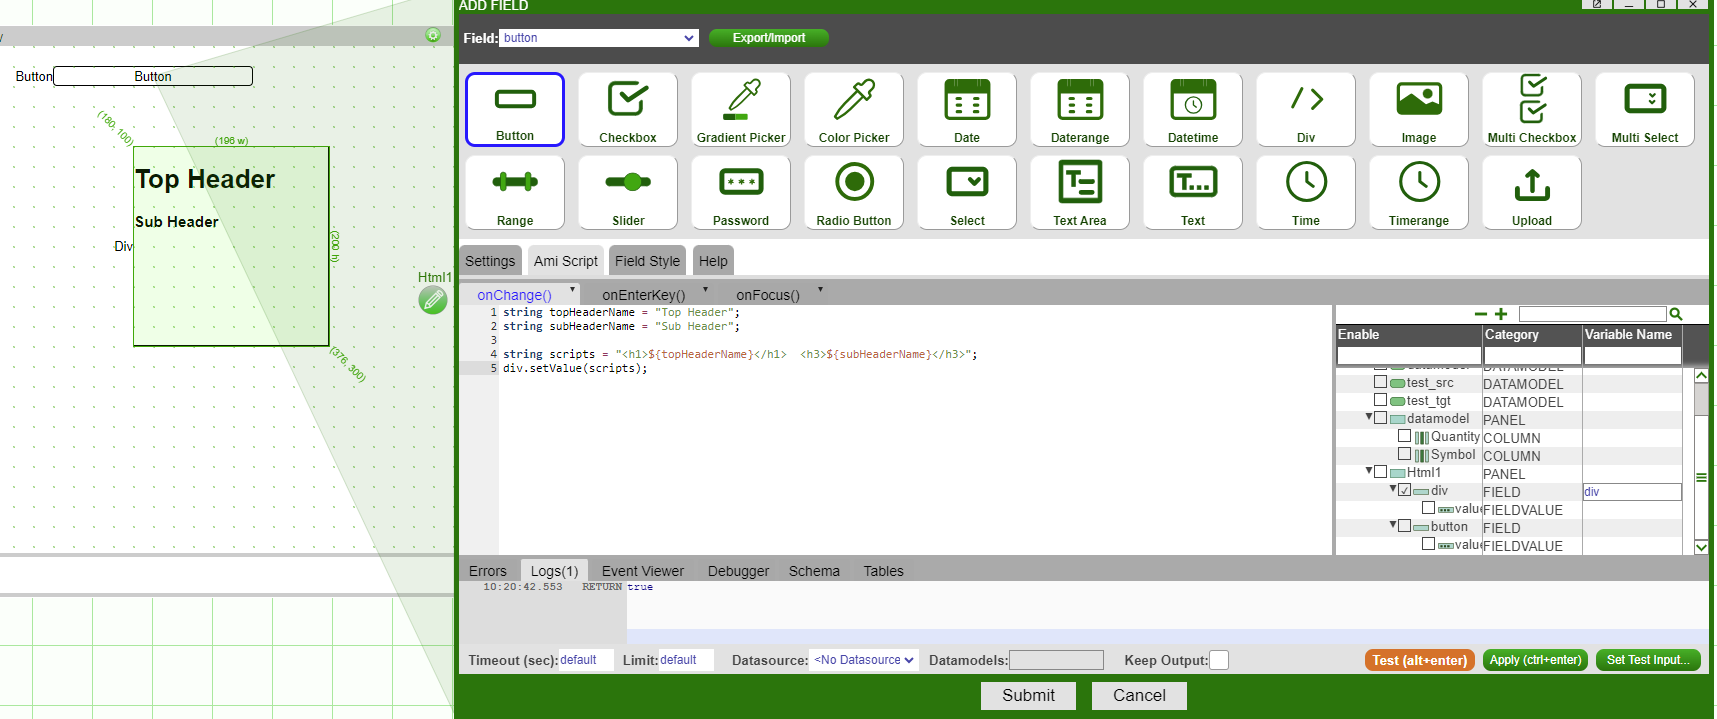 ADD FIELD
Field: button
Export/Import
Button Button
(180, 100)
(196 w)
Top Header
Sub Header
Div
(200 h)
(376, 300)
Html1
Button Checkbox Gradient Picker Color Picker Date Daterange Datetime Div Image Multi Checkbox Multi Select
Range Slider Password Radio Button Select Text Area Text Time Timerange Upload
Settings Ami Script Field Style Help
onChange() onEnterKey() onFocus()
1 string topHeaderName = "Top Header";
2 string subHeaderName = "Sub Header";
3
4 string scripts = "<h1>${topHeaderName}</h1>  <h3>${subHeaderName}</h3>";
5 div.setValue(scripts);
Enable Category Variable Name
datamodel DATAMODEL
test_src DATAMODEL
test_tgt DATAMODEL
datamodel PANEL
Quantity COLUMN
Symbol COLUMN
Html1 PANEL
div FIELD div
value FIELDVALUE
button FIELD
value FIELDVALUE
Errors Logs(1) Event Viewer Debugger Schema Tables
10:20:42.553 RETURN true
Timeout (sec): default Limit: default Datasource: <No Datasource Datamodels: Keep Output: Test (alt+enter) Apply (ctrl+enter) Set Test Input...
Submit Cancel